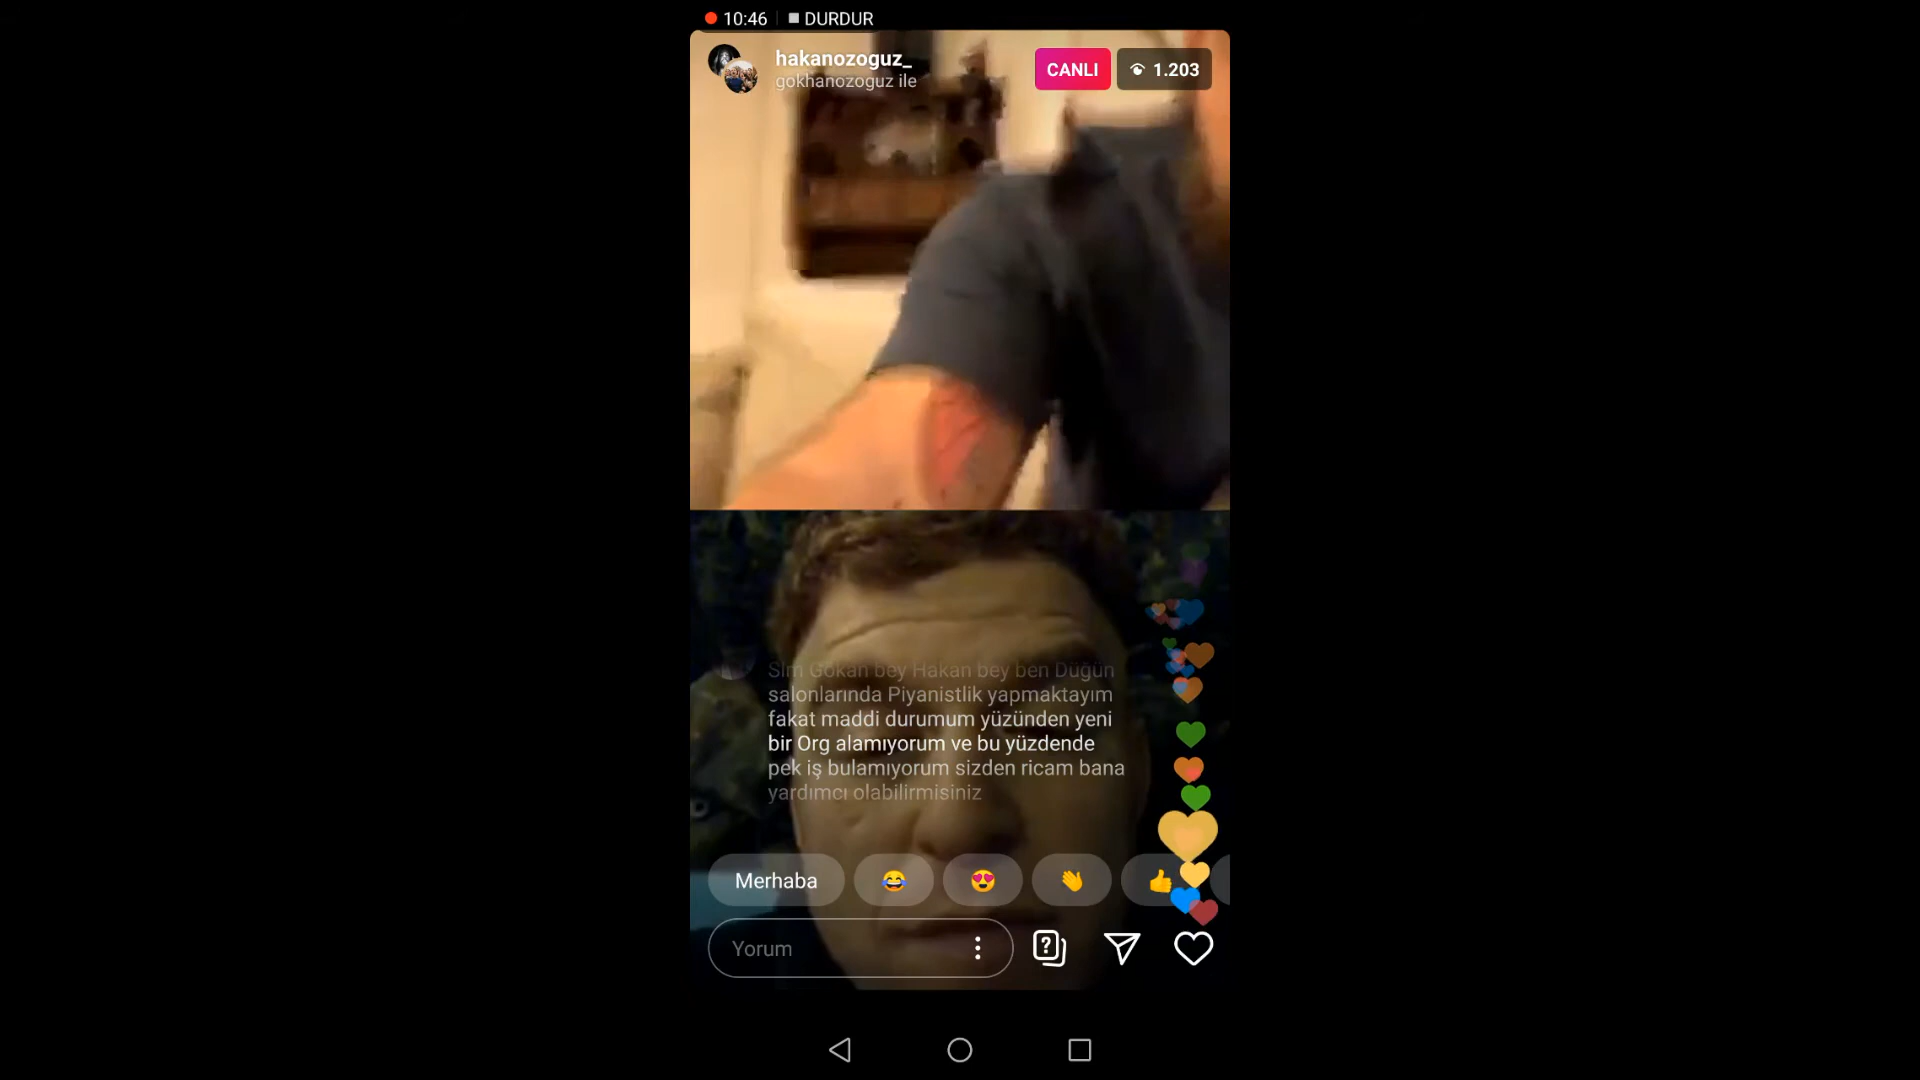 10:46 DURDUR
hakanozoguz_
gokhanozoguz ile
CANLI
1.203
Slm Gökan bey Hakan bey ben Düğün
salonlarında Piyanistlik yapmaktayım
fakat maddi durumum yüzünden yeni
bir Org alamıyorum ve bu yüzdende
pek iş bulamıyorum sizden ricam bana
yardımcı olabilirmisiniz
Merhaba
Yorum